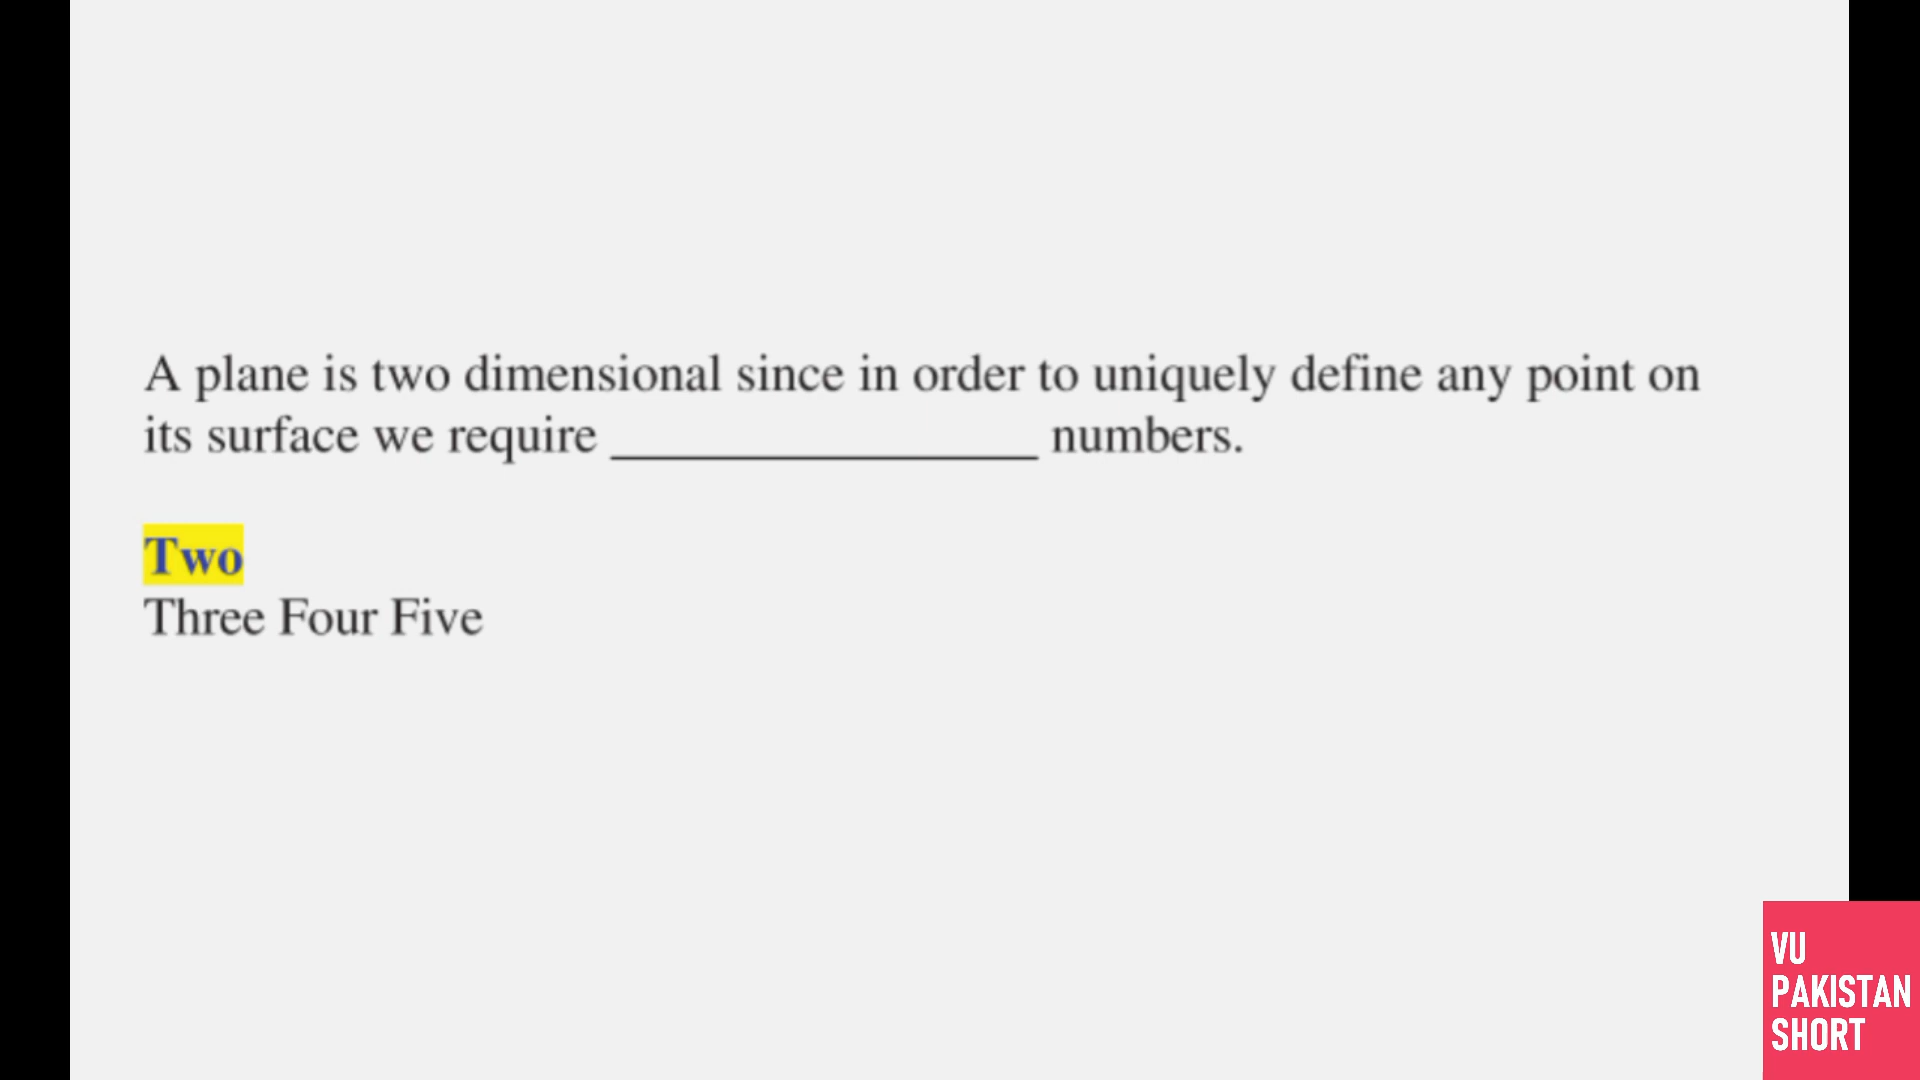 A plane is two dimensional since in order to uniquely define any point on
its surface we require _________________ numbers.
Two
Three Four Five
VU
PAKISTAN
SHORT